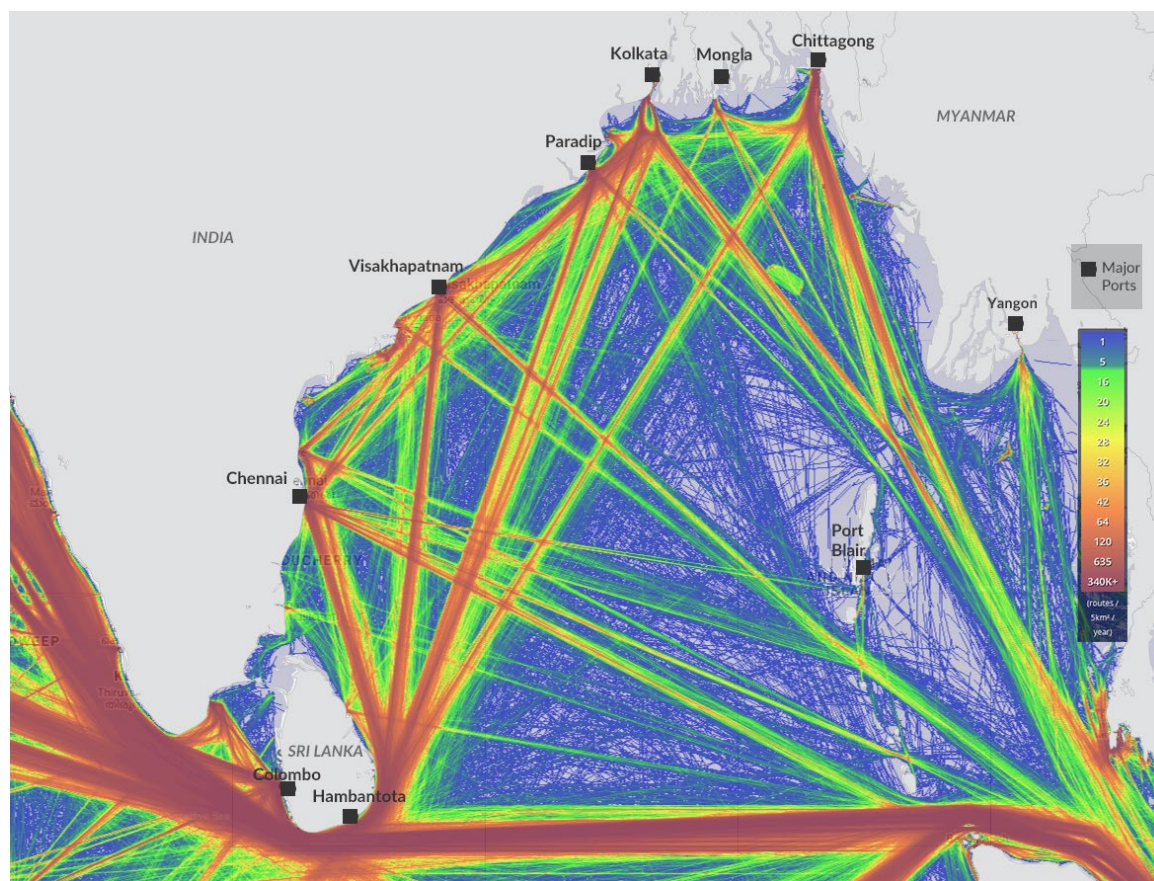 Kolkata
Mongla
Chittagong
MYANMAR
Paradip
INDIA
Visakhapatnam
Major
Ports
Yangon
1
5
16
20
24
28
32
36
42
64
120
635
340K+
(routes /
5km² /
year)
Chennai
Port
Blair
DUCHERRY
SRI LANKA
Colombo
Hambantota